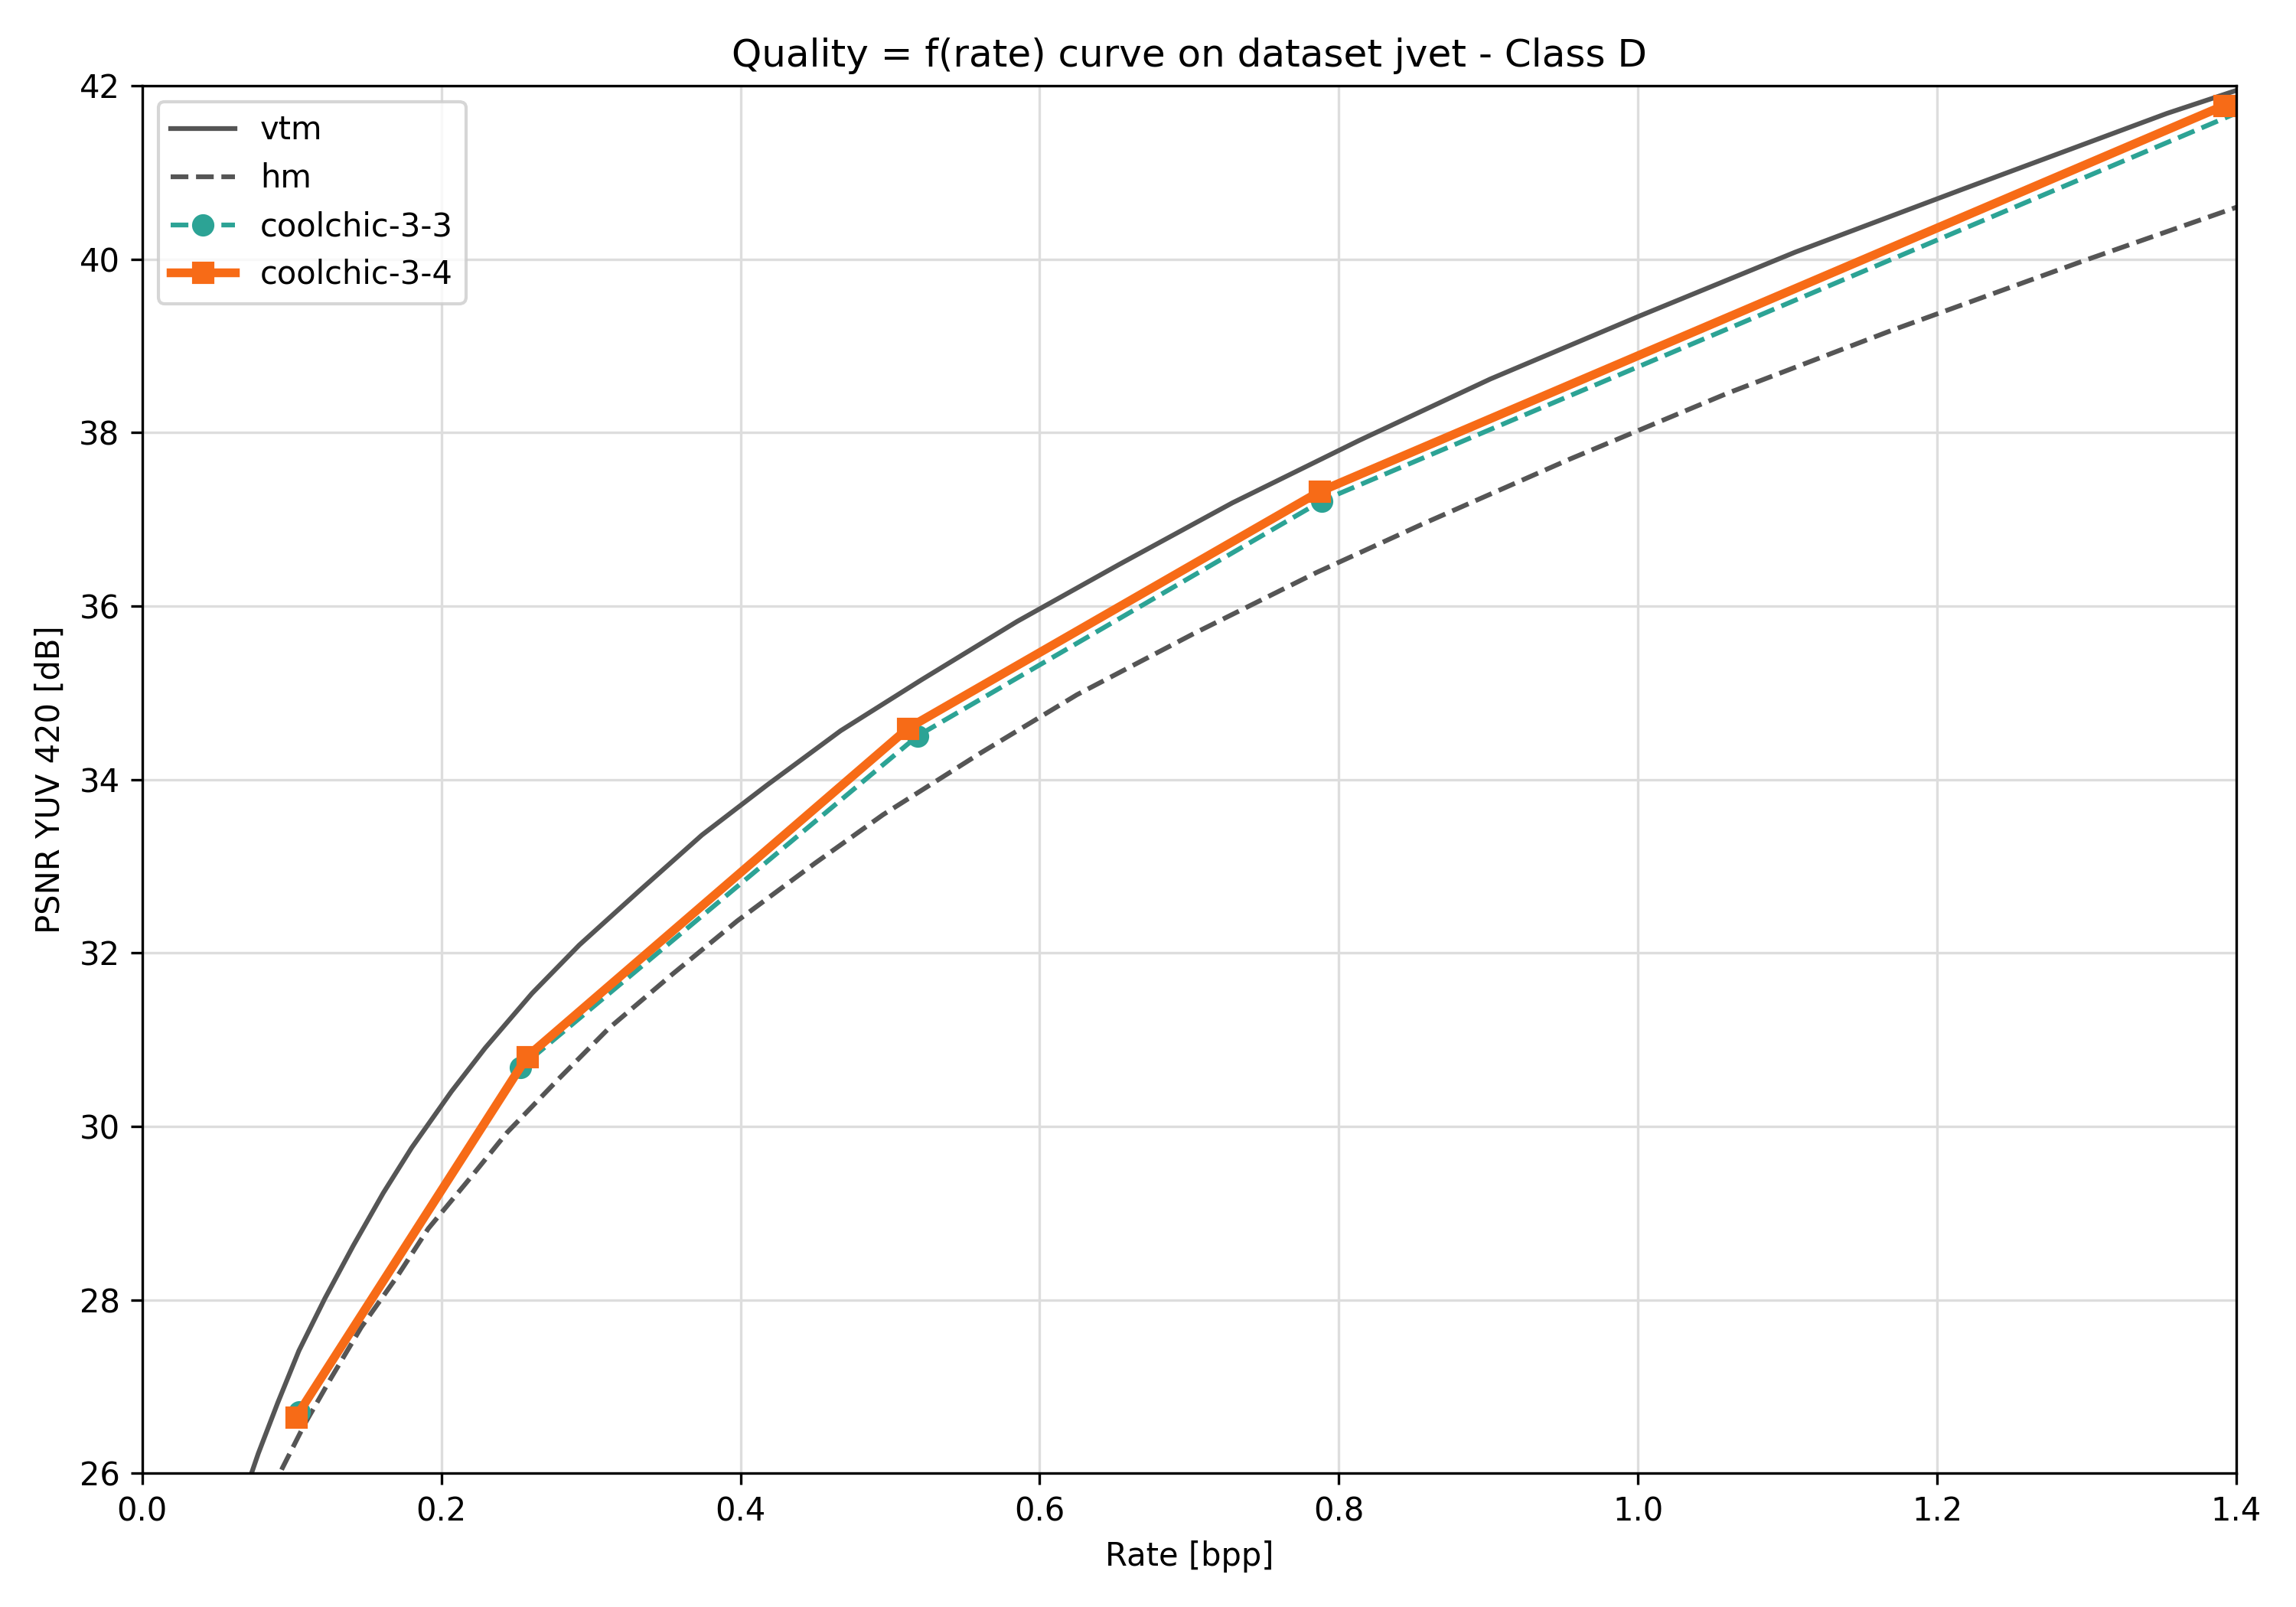 Quality = f(rate) curve on dataset jvet - Class D
vtm
hm
coolchic-3-3
coolchic-3-4
PSNR YUV 420 [dB]
42
40
38
36
34
32
30
28
26
0.0 0.2 0.4 0.6 0.8 1.0 1.2 1.4
Rate [bpp]